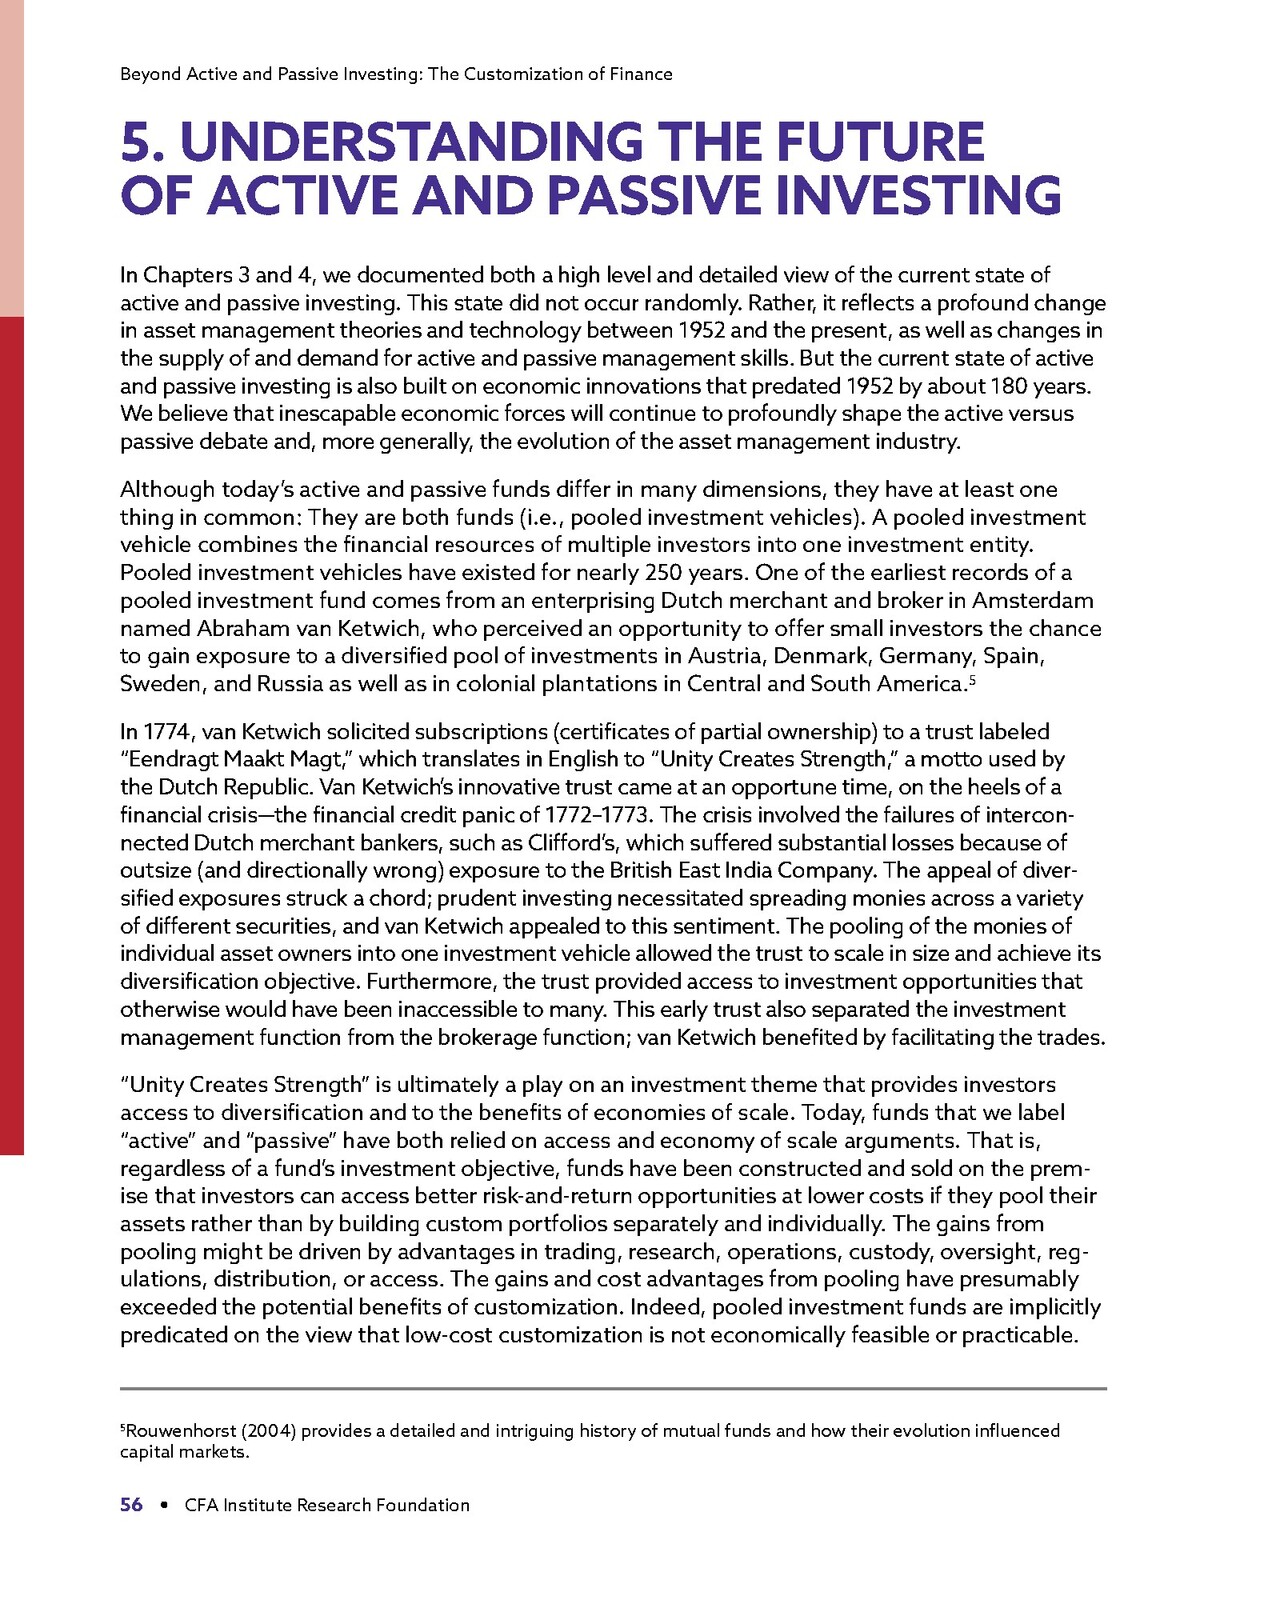 Beyond Active and Passive Investing: The Customization of Finance
5. UNDERSTANDING THE FUTURE
OF ACTIVE AND PASSIVE INVESTING
In Chapters 3 and 4, we documented both a high level and detailed view of the current state of
active and passive investing. This state did not occur randomly. Rather, it reflects a profound change
in asset management theories and technology between 1952 and the present, as well as changes in
the supply of and demand for active and passive management skills. But the current state of active
and passive investing is also built on economic innovations that predated 1952 by about 180 years.
We believe that inescapable economic forces will continue to profoundly shape the active versus
passive debate and, more generally, the evolution of the asset management industry.
Although today’s active and passive funds differ in many dimensions, they have at least one
thing in common: They are both funds (i.e., pooled investment vehicles). A pooled investment
vehicle combines the financial resources of multiple investors into one investment entity.
Pooled investment vehicles have existed for nearly 250 years. One of the earliest records of a
pooled investment fund comes from an enterprising Dutch merchant and broker in Amsterdam
named Abraham van Ketwich, who perceived an opportunity to offer small investors the chance
to gain exposure to a diversified pool of investments in Austria, Denmark, Germany, Spain,
Sweden, and Russia as well as in colonial plantations in Central and South America.⁵
In 1774, van Ketwich solicited subscriptions (certificates of partial ownership) to a trust labeled
“Eendragt Maakt Magt,” which translates in English to “Unity Creates Strength,” a motto used by
the Dutch Republic. Van Ketwich’s innovative trust came at an opportune time, on the heels of a
financial crisis—the financial credit panic of 1772–1773. The crisis involved the failures of intercon-
nected Dutch merchant bankers, such as Clifford’s, which suffered substantial losses because of
outsize (and directionally wrong) exposure to the British East India Company. The appeal of diver-
sified exposures struck a chord; prudent investing necessitated spreading monies across a variety
of different securities, and van Ketwich appealed to this sentiment. The pooling of the monies of
individual asset owners into one investment vehicle allowed the trust to scale in size and achieve its
diversification objective. Furthermore, the trust provided access to investment opportunities that
otherwise would have been inaccessible to many. This early trust also separated the investment
management function from the brokerage function; van Ketwich benefited by facilitating the trades.
“Unity Creates Strength” is ultimately a play on an investment theme that provides investors
access to diversification and to the benefits of economies of scale. Today, funds that we label
“active” and “passive” have both relied on access and economy of scale arguments. That is,
regardless of a fund’s investment objective, funds have been constructed and sold on the prem-
ise that investors can access better risk-and-return opportunities at lower costs if they pool their
assets rather than by building custom portfolios separately and individually. The gains from
pooling might be driven by advantages in trading, research, operations, custody, oversight, reg-
ulations, distribution, or access. The gains and cost advantages from pooling have presumably
exceeded the potential benefits of customization. Indeed, pooled investment funds are implicitly
predicated on the view that low-cost customization is not economically feasible or practicable.
⁵Rouwenhorst (2004) provides a detailed and intriguing history of mutual funds and how their evolution influenced
capital markets.
56 • CFA Institute Research Foundation